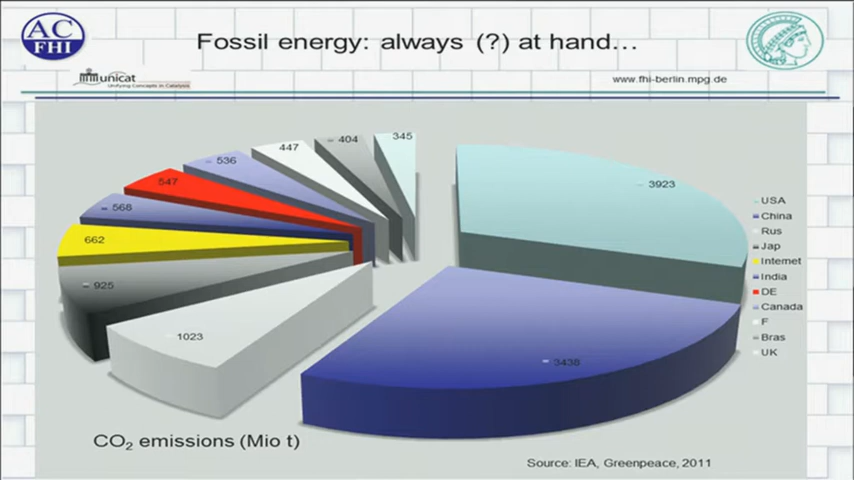 AC
FHI
Fossil energy: always (?) at hand…
unicat
Unifying Concepts in Catalysis
www.fhi-berlin.mpg.de
345
404
447
536
547
568
662
925
1023
3438
3923
USA
China
Rus
Jap
Internet
India
DE
Canada
F
Bras
UK
CO₂ emissions (Mio t)
Source: IEA, Greenpeace, 2011